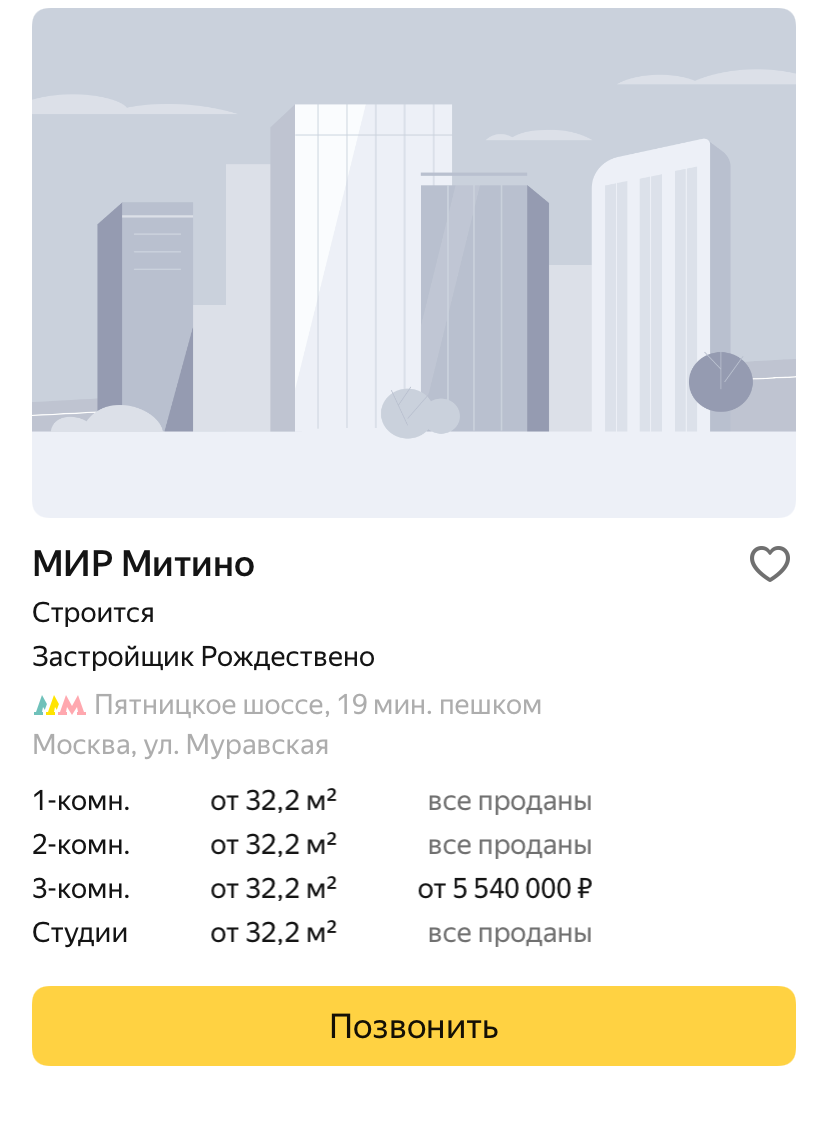 МИР Митино
Строится
Застройщик Рождествено
Пятницкое шоссе, 19 мин. пешком
Москва, ул. Муравская
1-комн. от 32,2 м² все проданы
2-комн. от 32,2 м² все проданы
3-комн. от 32,2 м² от 5 540 000 ₽
Студии от 32,2 м² все проданы
Позвонить